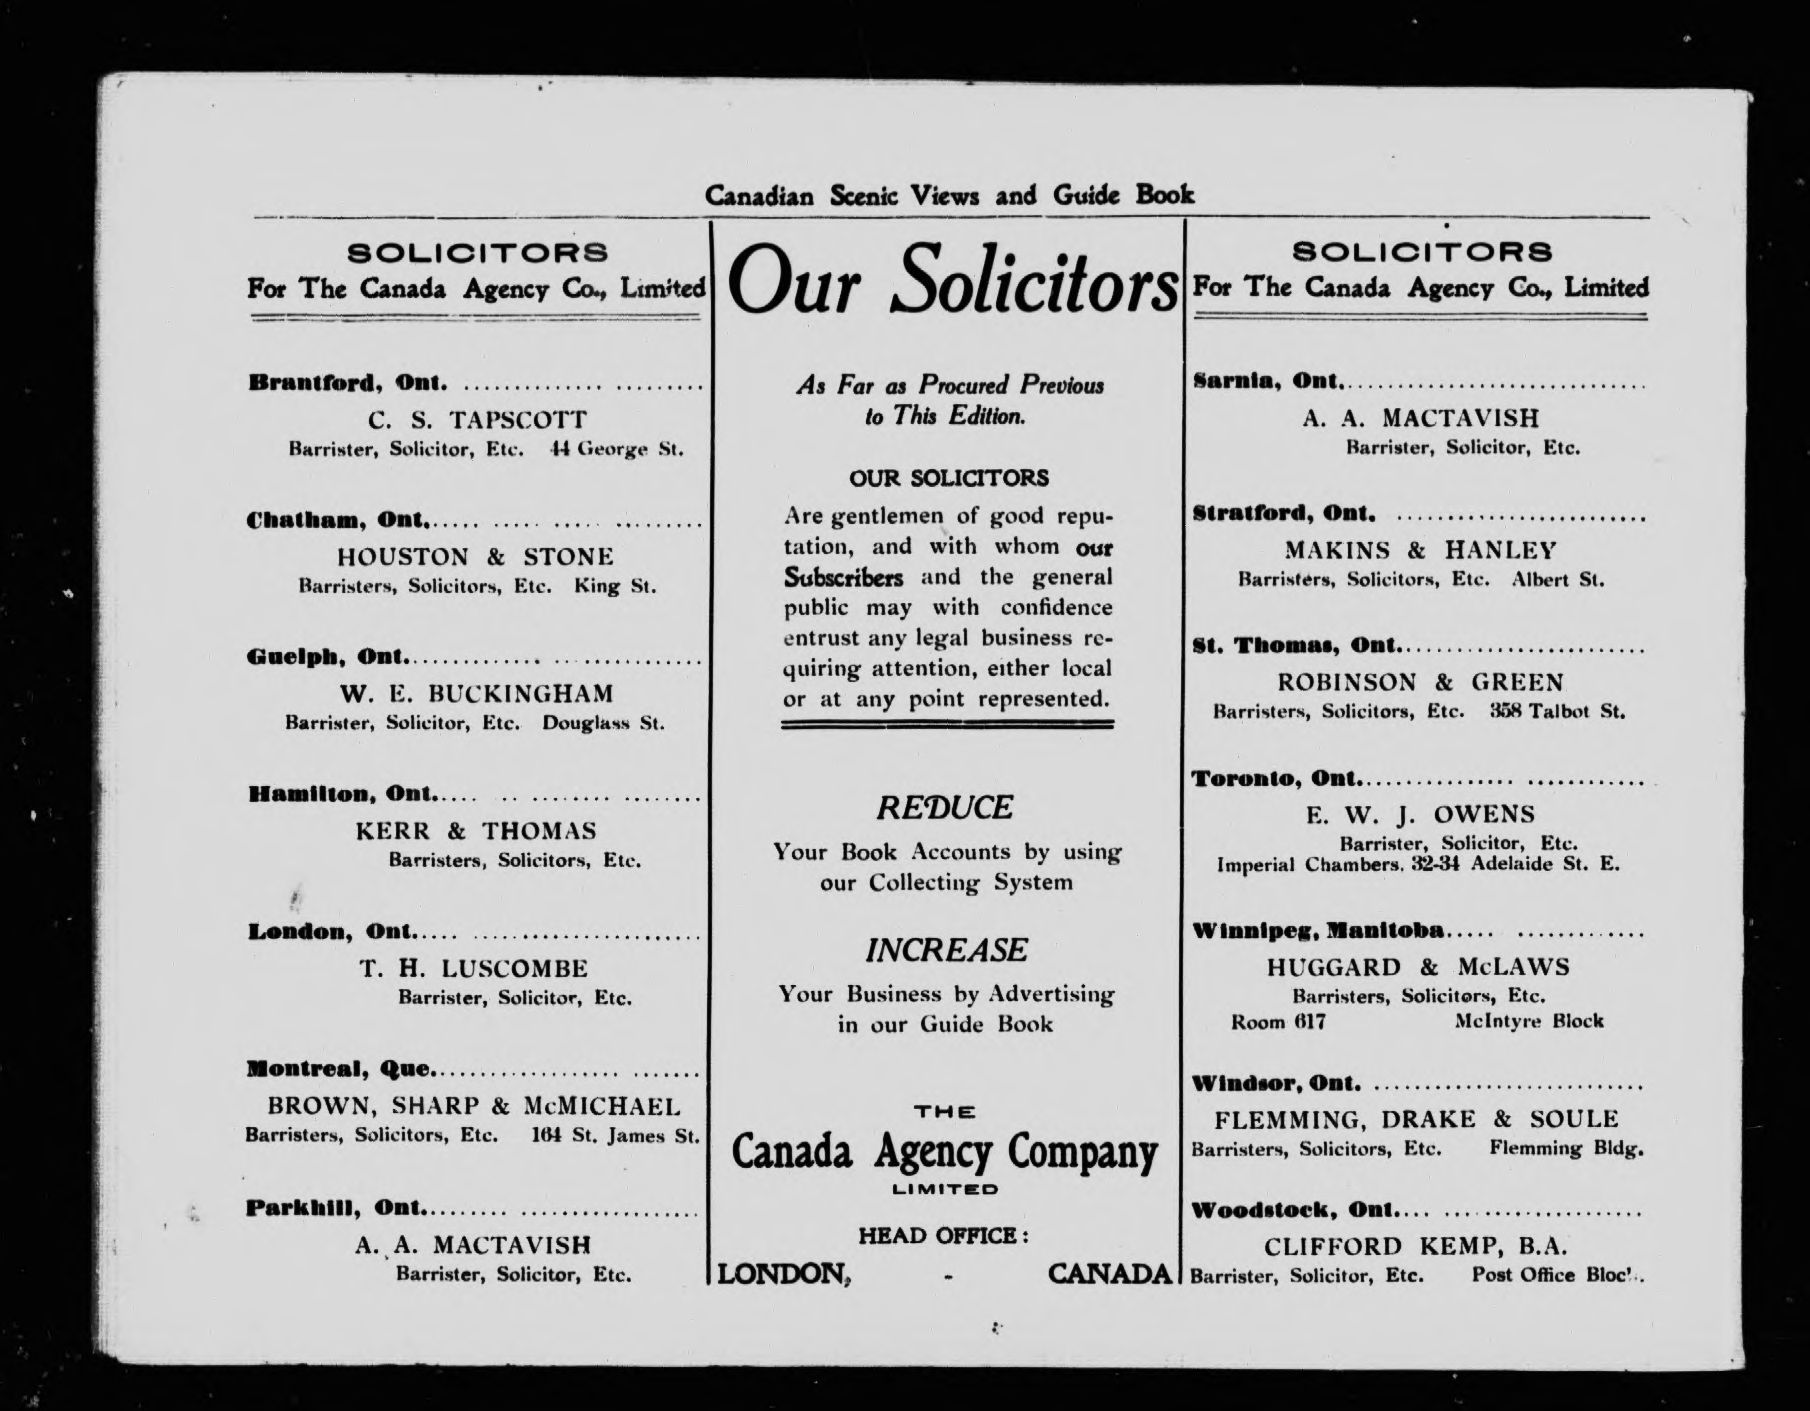 Canadian Scenic Views and Guide Book
SOLICITORS
For The Canada Agency Co., Limited
Brantford, Ont. .......................
C. S. TAPSCOTT
Barrister, Solicitor, Etc. 44 George St.
Chatham, Ont.......................
HOUSTON & STONE
Barristers, Solicitors, Etc. King St.
Guelph, Ont.............................
W. E. BUCKINGHAM
Barrister, Solicitor, Etc. Douglass St.
Hamilton, Ont........................
KERR & THOMAS
Barristers, Solicitors, Etc.
London, Ont............................
T. H. LUSCOMBE
Barrister, Solicitor, Etc.
Montreal, Que..........................
BROWN, SHARP & McMICHAEL
Barristers, Solicitors, Etc. 164 St. James St.
Parkhill, Ont...........................
A. A. MACTAVISH
Barrister, Solicitor, Etc.
Our Solicitors
As Far as Procured Previous
to This Edition.
OUR SOLICITORS
Are gentlemen of good repu-
tation, and with whom our
Subscribers and the general
public may with confidence
entrust any legal business re-
quiring attention, either local
or at any point represented.
REDUCE
Your Book Accounts by using
our Collecting System
INCREASE
Your Business by Advertising
in our Guide Book
THE
Canada Agency Company
LIMITED
HEAD OFFICE:
LONDON, - CANADA
SOLICITORS
For The Canada Agency Co., Limited
Sarnia, Ont..............................
A. A. MACTAVISH
Barrister, Solicitor, Etc.
Stratford, Ont. .........................
MAKINS & HANLEY
Barristers, Solicitors, Etc. Albert St.
St. Thomas, Ont.........................
ROBINSON & GREEN
Barristers, Solicitors, Etc. 358 Talbot St.
Toronto, Ont............................
E. W. J. OWENS
Barrister, Solicitor, Etc.
Imperial Chambers, 32-34 Adelaide St. E.
Winnipeg, Manitoba..................
HUGGARD & McLAWS
Barristers, Solicitors, Etc.
Room 617 McIntyre Block
Windsor, Ont. ...........................
FLEMMING, DRAKE & SOULE
Barristers, Solicitors, Etc. Flemming Bldg.
Woodstock, Ont.......................
CLIFFORD KEMP, B.A.
Barrister, Solicitor, Etc. Post Office Bloc'.